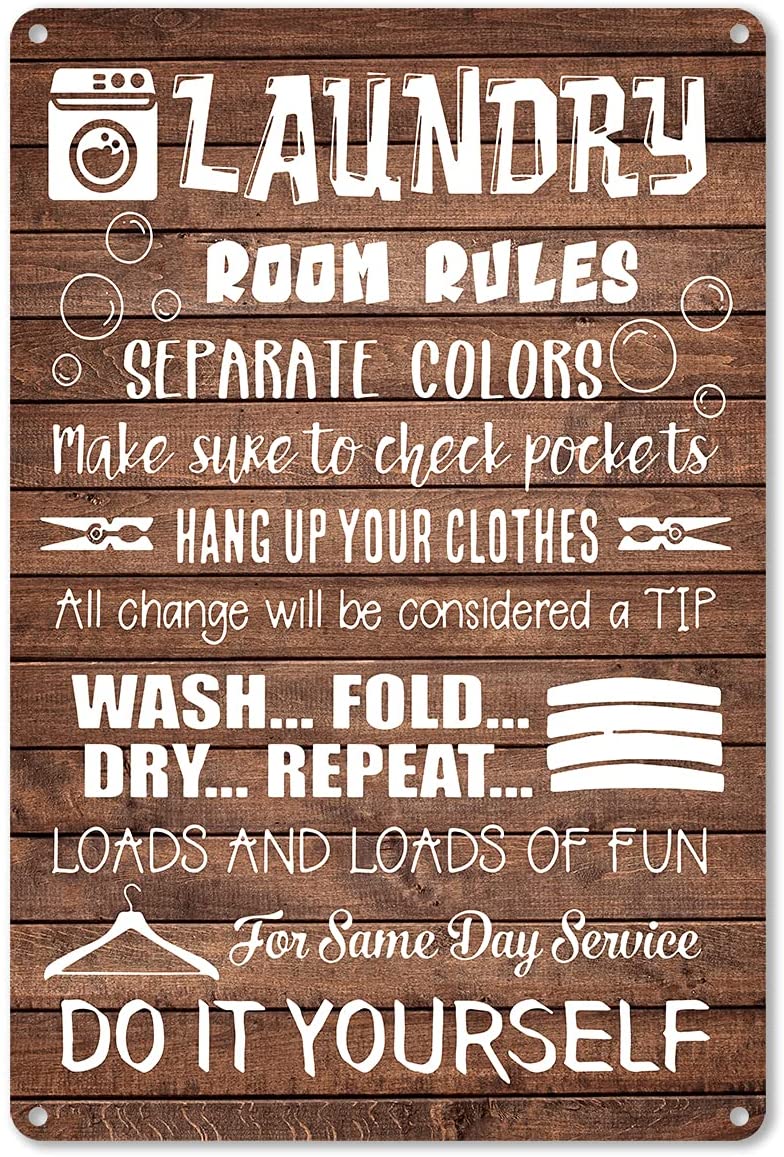 LAUNDRY
ROOM RULES
SEPARATE COLORS
Make sure to check pockets
HANG UP YOUR CLOTHES
All change will be considered a TIP
WASH... FOLD...
DRY... REPEAT...
LOADS AND LOADS OF FUN
For Same Day Service
DO IT YOURSELF